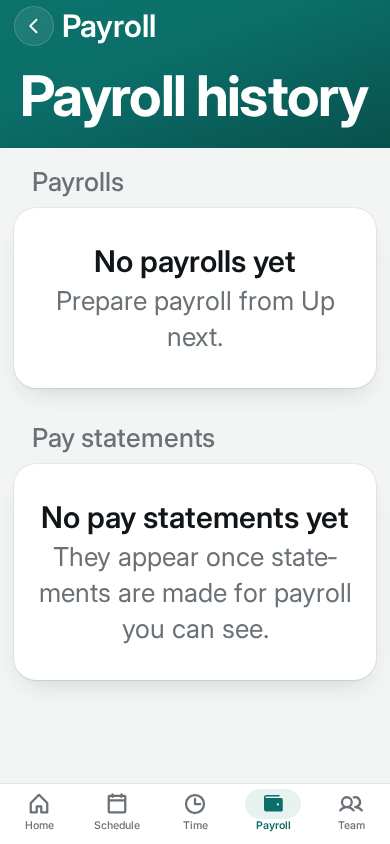 Payroll
Payroll history
Payrolls
No payrolls yet
Prepare payroll from Up
next.
Pay statements
No pay statements yet
They appear once state-
ments are made for payroll
you can see.
Home
Schedule
Time
Payroll
Team